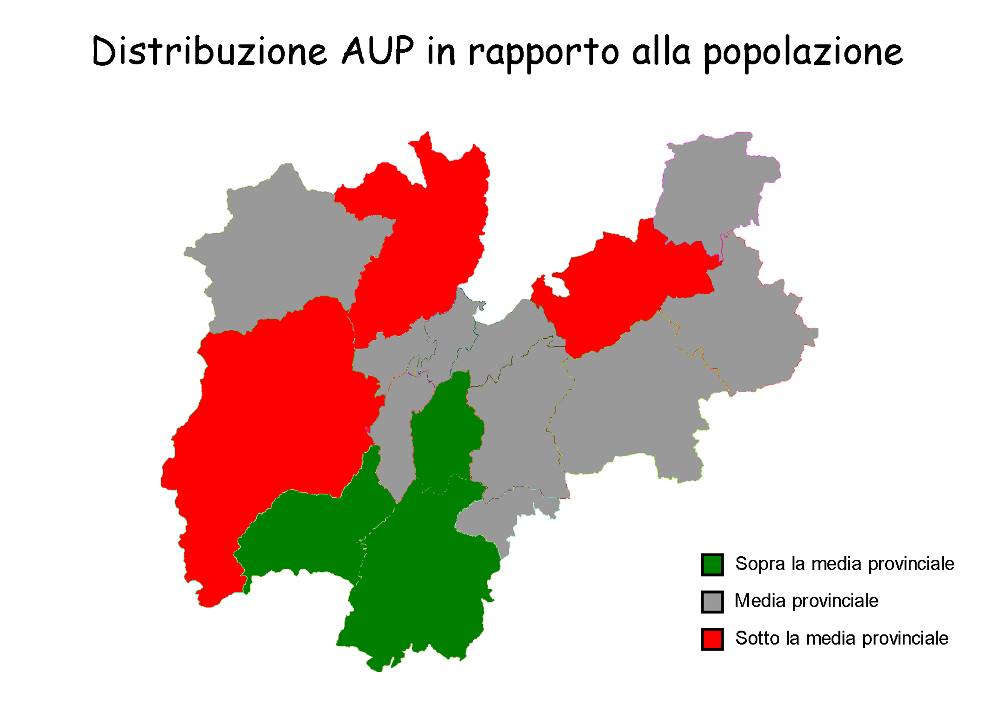 Distribuzione AUP in rapporto alla popolazione
Sopra la media provinciale
Media provinciale
Sotto la media provinciale